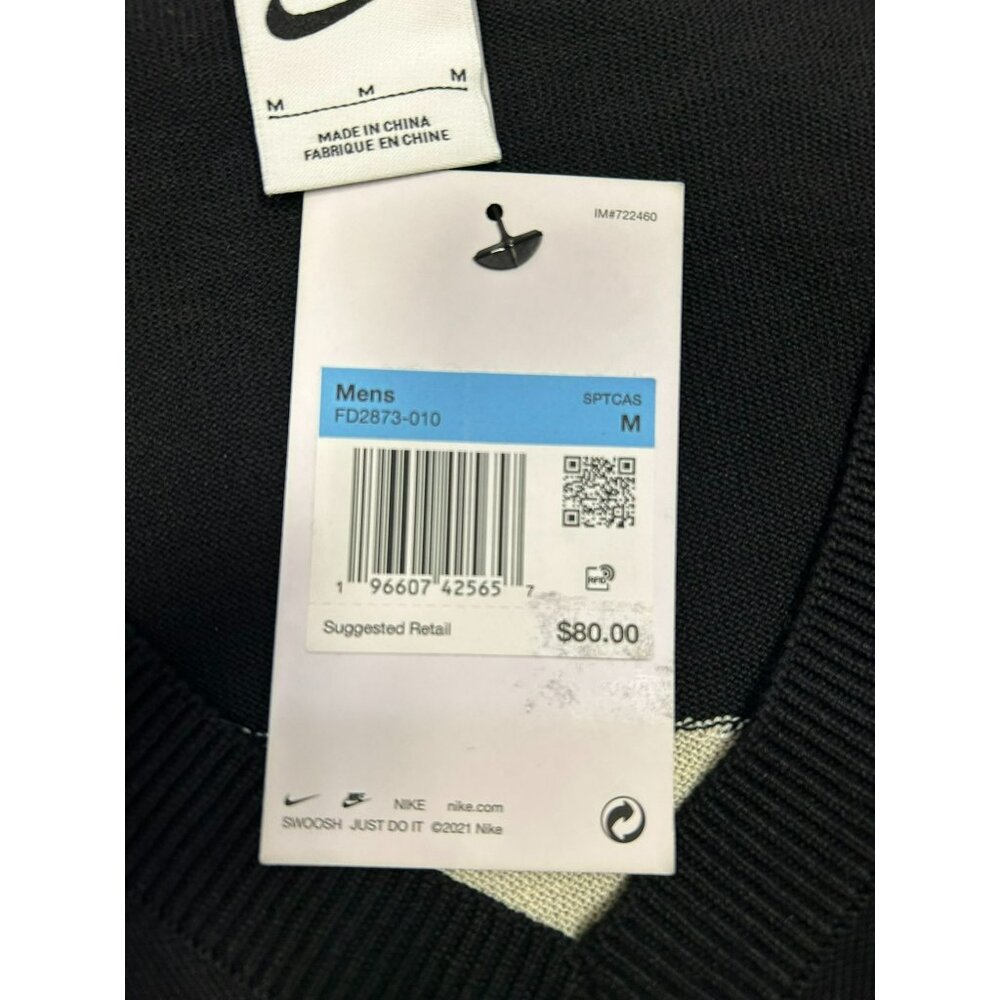 M M M
MADE IN CHINA
FABRIQUE EN CHINE
IM#722460
Mens SPTCAS
FD2873-010 M
1 96607 42565 7
RFID
Suggested Retail $80.00
NIKE nike.com
SWOOSH JUST DO IT ©2021 Nike